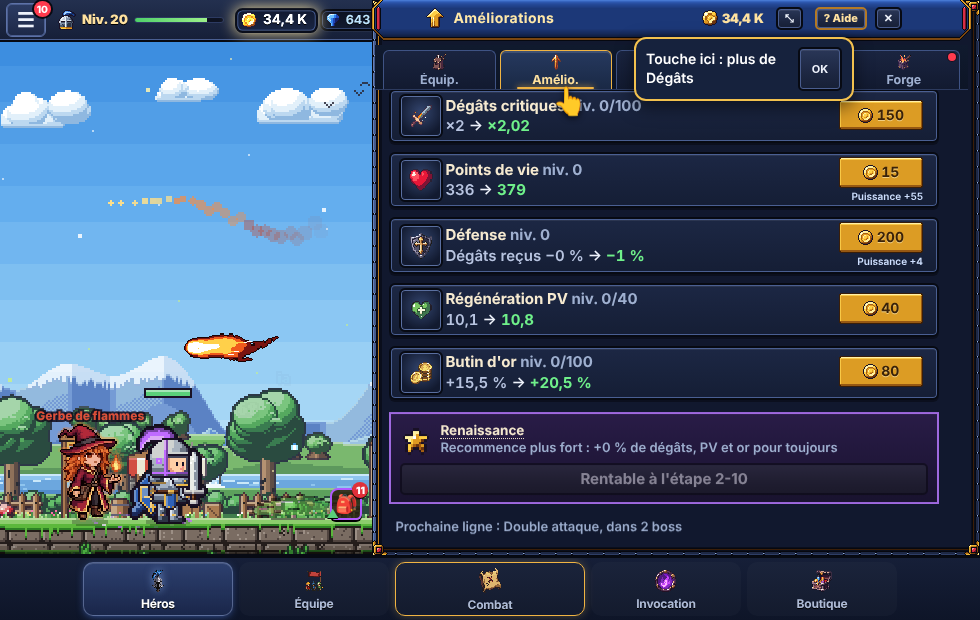 10
Niv. 20
34,4 K
643
Améliorations
34,4 K
? Aide
Équip.
Amélio.
Forge
Touche ici : plus de
Dégâts
OK
Dégâts critiques niv. 0/100
×2 → ×2,02
150
Points de vie niv. 0
336 → 379
15
Puissance +55
Défense niv. 0
Dégâts reçus −0 % → −1 %
200
Puissance +4
Régénération PV niv. 0/40
10,1 → 10,8
40
Butin d'or niv. 0/100
+15,5 % → +20,5 %
80
Gerbe de flammes
11
Renaissance
Recommence plus fort : +0 % de dégâts, PV et or pour toujours
Rentable à l'étape 2-10
Prochaine ligne : Double attaque, dans 2 boss
Héros
Équipe
Combat
Invocation
Boutique